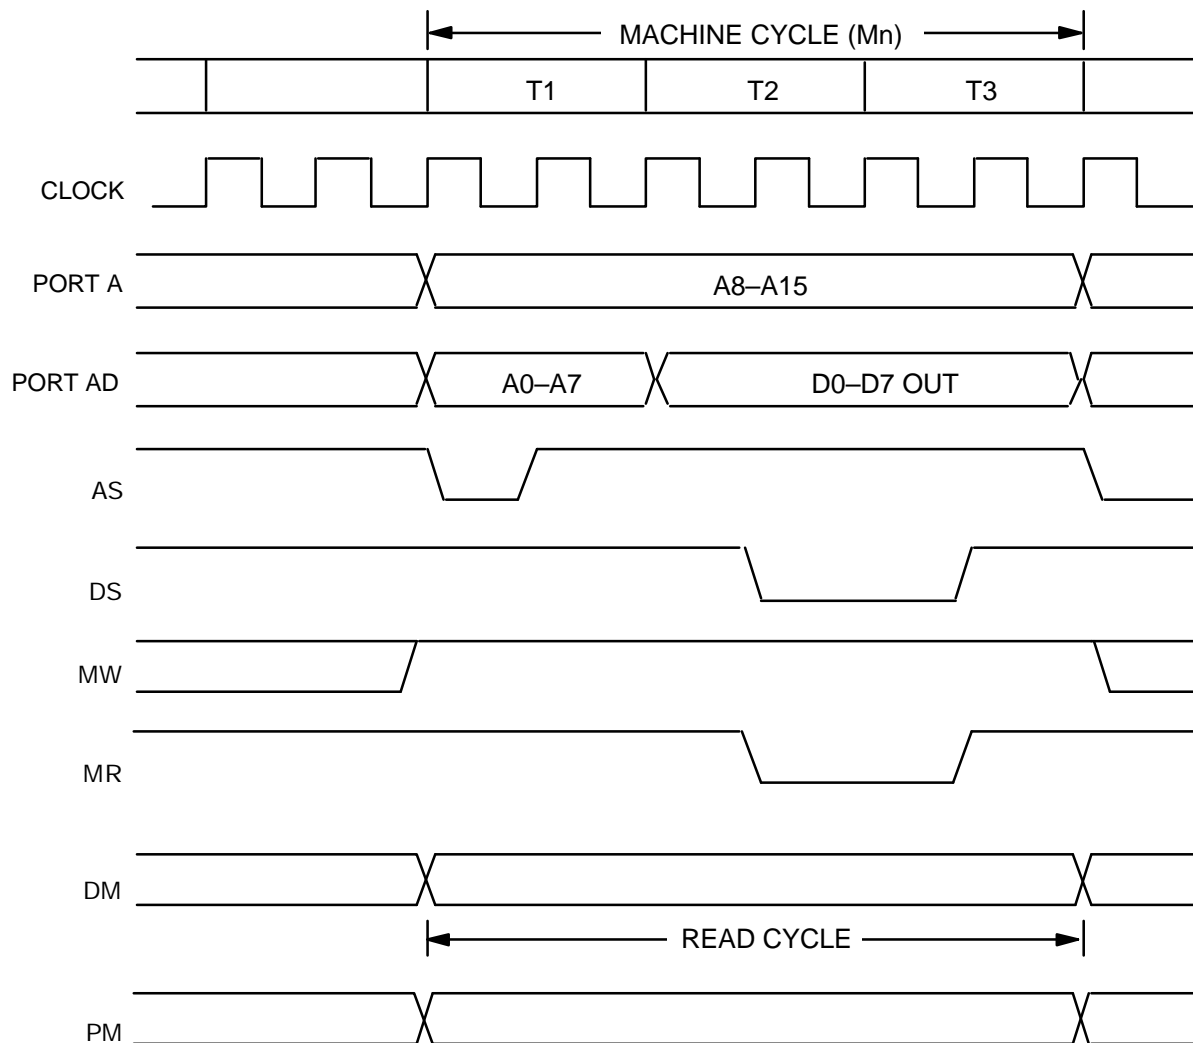 MACHINE CYCLE (Mn)
T1 T2 T3
CLOCK
PORT A
A8–A15
PORT AD
A0–A7 D0–D7 OUT
AS
DS
MW
MR
DM
READ CYCLE
PM